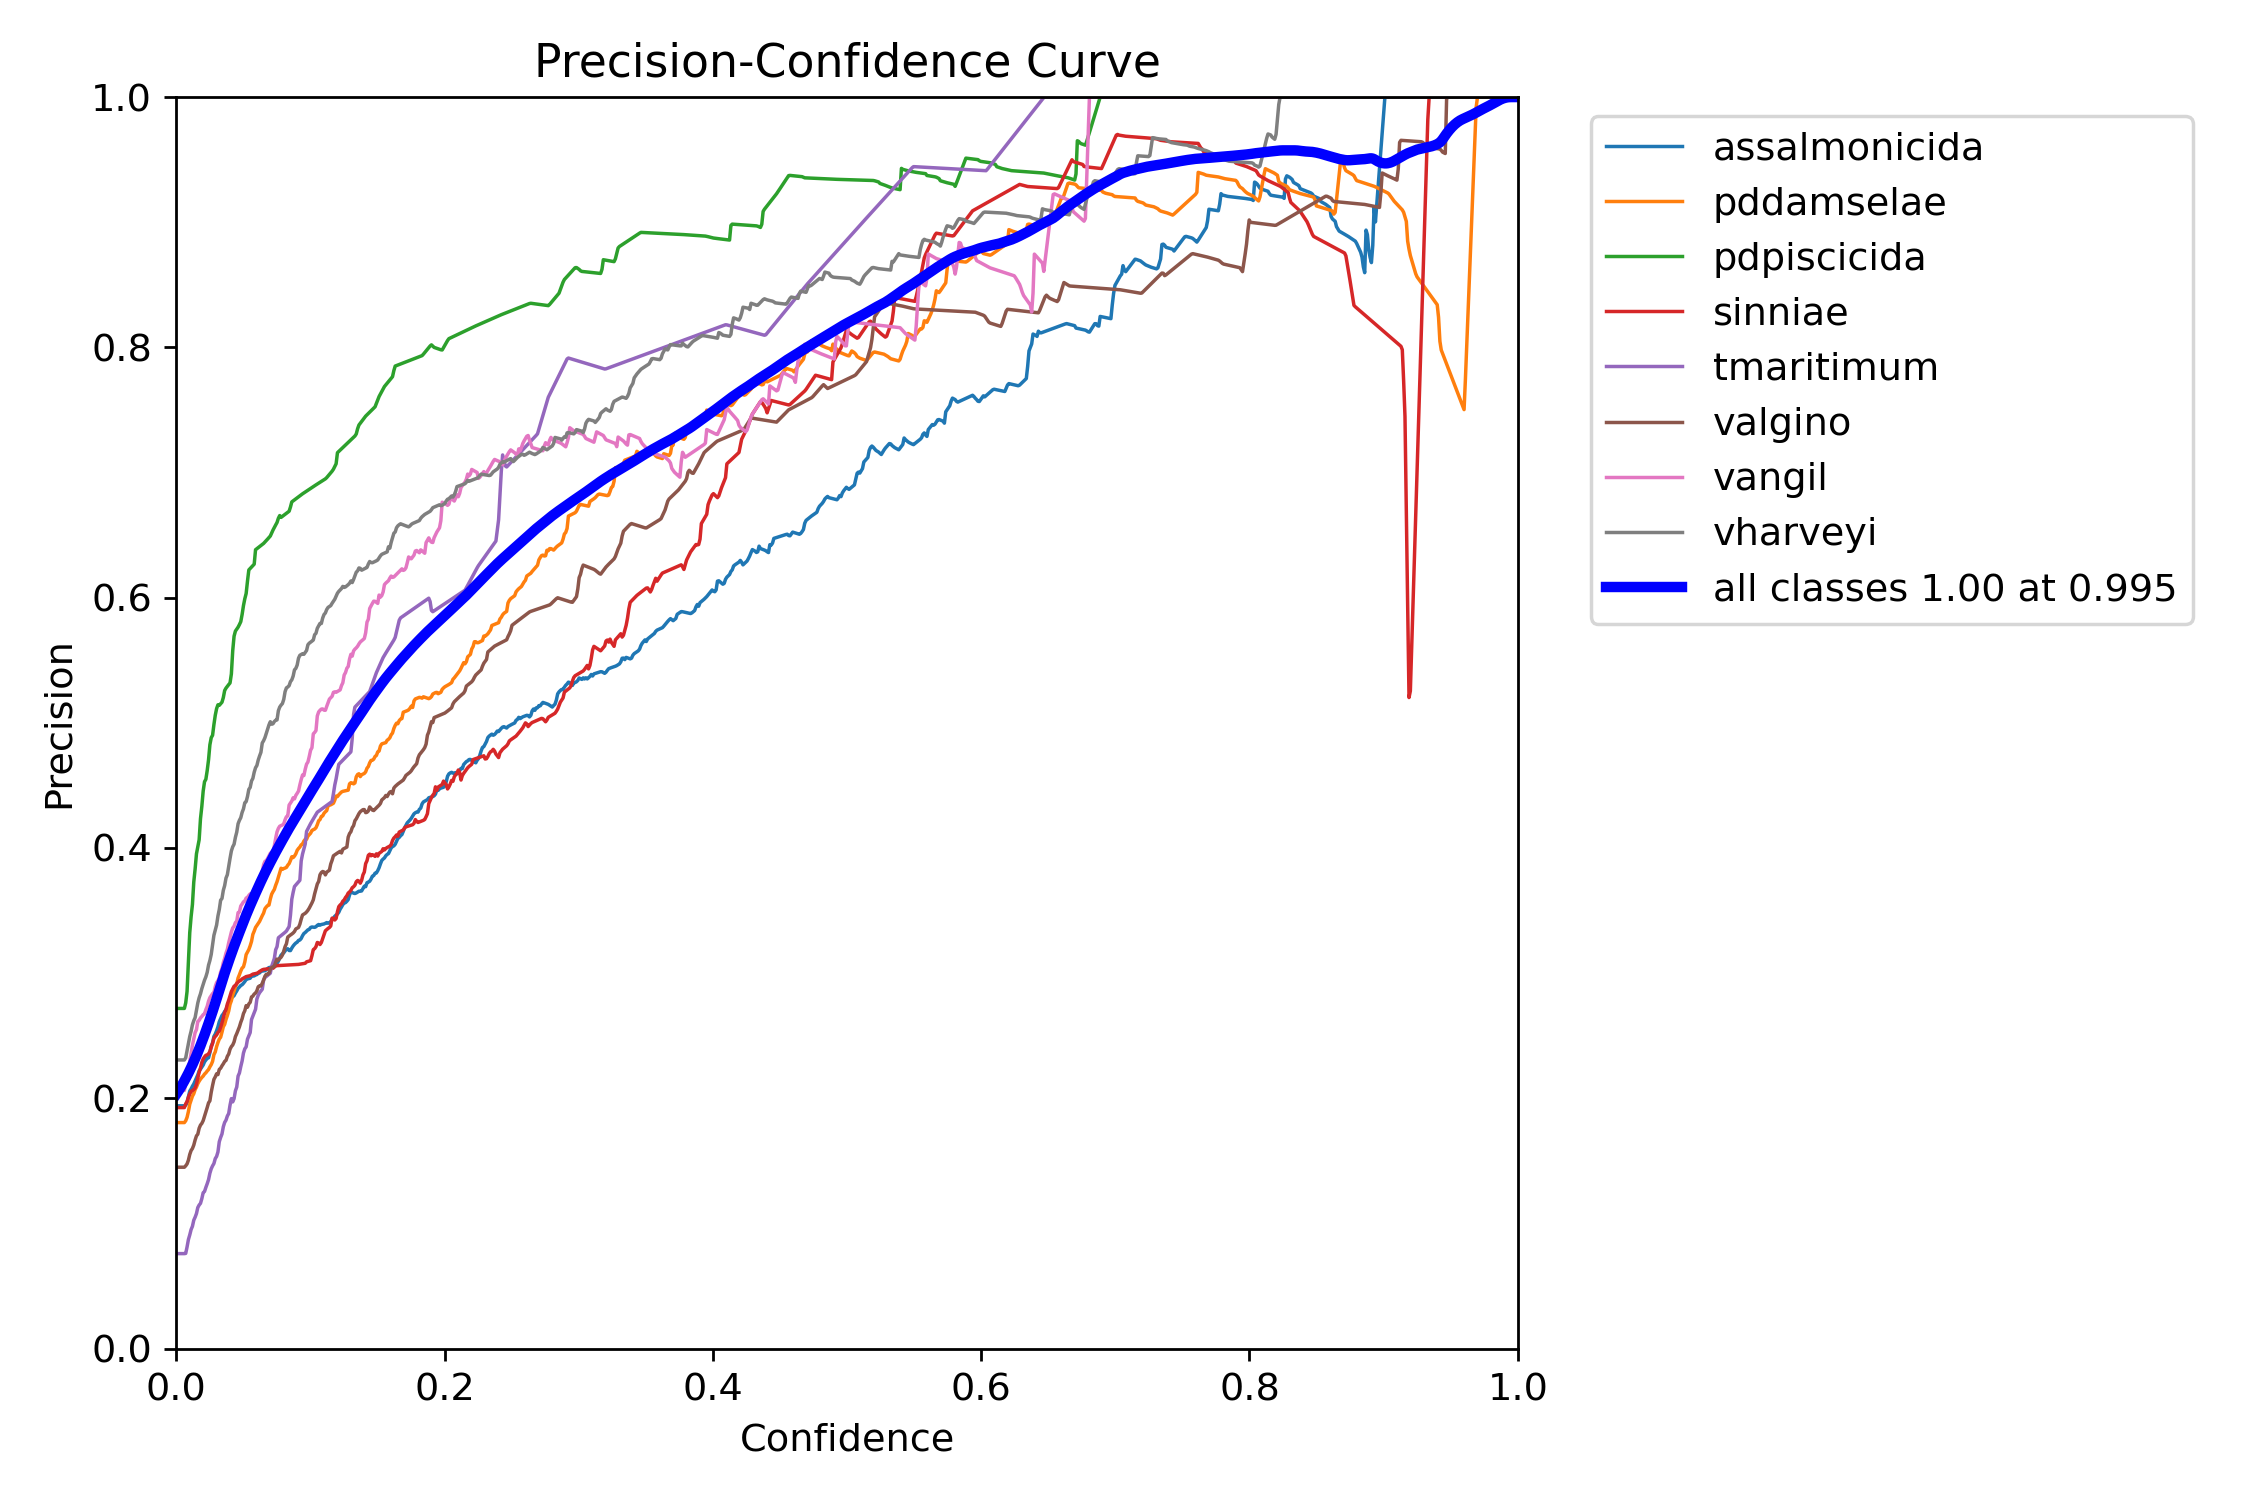 Precision-Confidence Curve
1.0
0.8
0.6
0.4
0.2
0.0
Precision
0.0 0.2 0.4 0.6 0.8 1.0
Confidence
assalmonicida
pddamselae
pdpiscicida
sinniae
tmaritimum
valgino
vangil
vharveyi
all classes 1.00 at 0.995